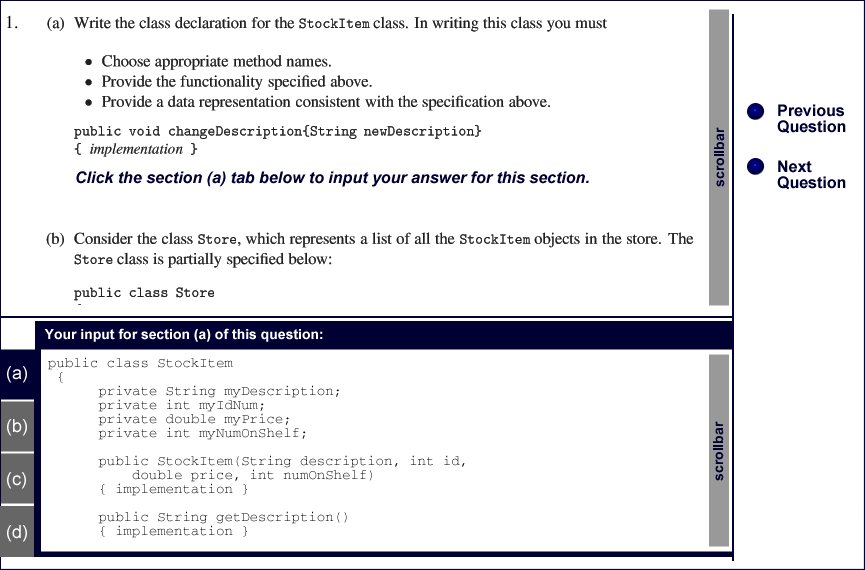 1. (a) Write the class declaration for the StockItem class. In writing this class you must
• Choose appropriate method names.
• Provide the functionality specified above.
• Provide a data representation consistent with the specification above.
public void changeDescription{String newDescription}
{ implementation }
Click the section (a) tab below to input your answer for this section.
(b) Consider the class Store, which represents a list of all the StockItem objects in the store. The
Store class is partially specified below:
public class Store
scrollbar
Previous
Question
Next
Question
Your input for section (a) of this question:
(a)
(b)
(c)
(d)
public class StockItem
{
private String myDescription;
private int myIdNum;
private double myPrice;
private int myNumOnShelf;
public StockItem(String description, int id,
double price, int numOnShelf)
{ implementation }
public String getDescription()
{ implementation }
scrollbar